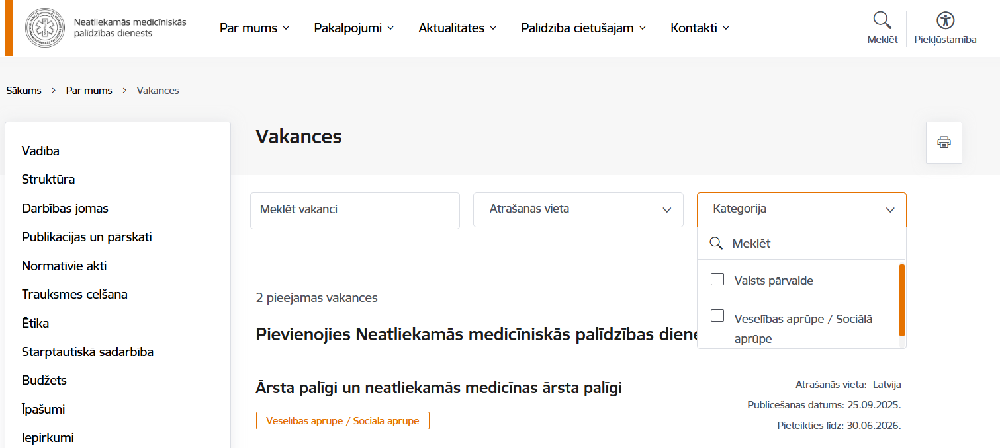 Neatliekamās medicīniskās
palīdzības dienests
Par mums
Pakalpojumi
Aktualitātes
Palīdzība cietušajam
Kontakti
Meklēt
Piekļūstamība
Sākums > Par mums > Vakances
Vadība
Struktūra
Darbības jomas
Publikācijas un pārskati
Normatīvie akti
Trauksmes celšana
Ētika
Starptautiskā sadarbība
Budžets
Īpašumi
Iepirkumi
Vakances
Meklēt vakanci
Atrašanās vieta
Kategorija
Meklēt
Valsts pārvalde
Veselības aprūpe / Sociālā
aprūpe
2 pieejamas vakances
Pievienojies Neatliekamās medicīniskās palīdzības diene
Ārsta palīgi un neatliekamās medicīnas ārsta palīgi
Veselības aprūpe / Sociālā aprūpe
Atrašanās vieta: Latvija
Publicēšanas datums: 25.09.2025.
Pieteikties līdz: 30.06.2026.